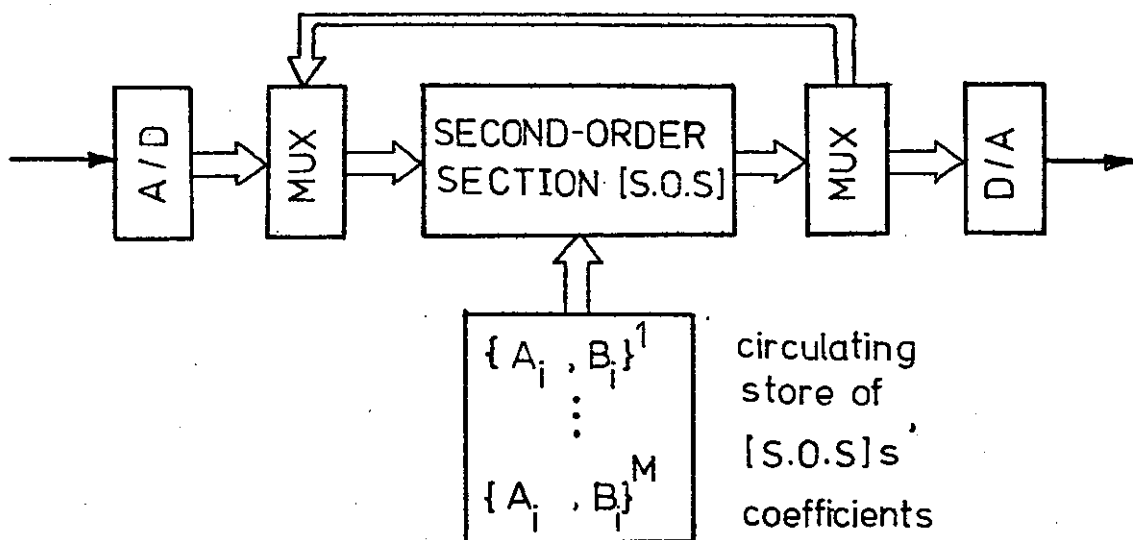 A/D
MUX
SECOND-ORDER
SECTION [S.O.S]
MUX
D/A
{ A_i , B_i }^1
⋮
{ A_i , B_i }^M
circulating
store of
[S.O.S]s'
coefficients